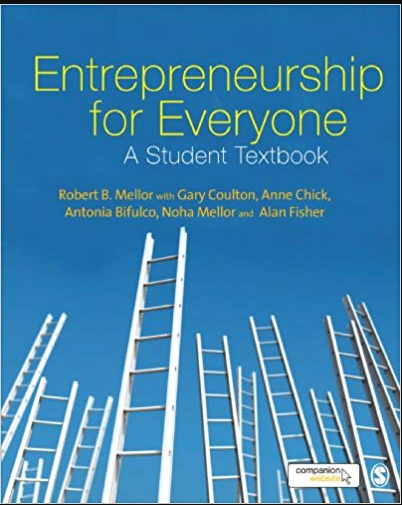 Entrepreneurship
for Everyone
A Student Textbook
Robert B. Mellor with Gary Coulton, Anne Chick,
Antonia Bifulco, Noha Mellor and Alan Fisher
companion
website
S